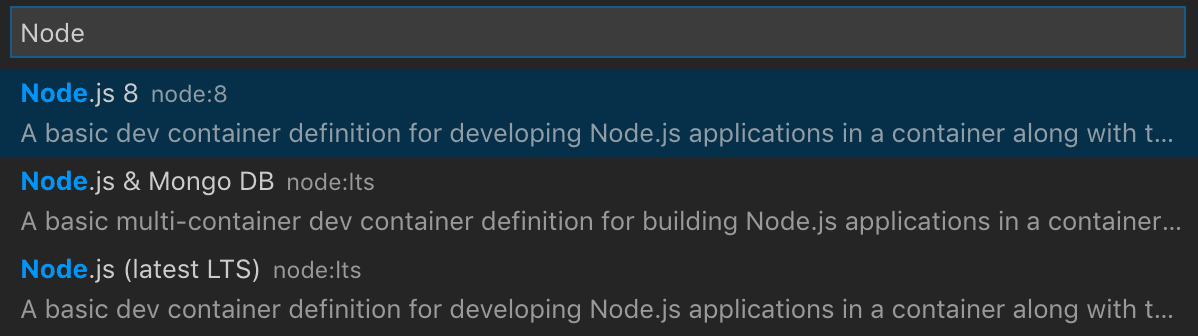 Node
Node.js 8 node:8
A basic dev container definition for developing Node.js applications in a container along with t...
Node.js & Mongo DB node:lts
A basic multi-container dev container definition for building Node.js applications in a container...
Node.js (latest LTS) node:lts
A basic dev container definition for developing Node.js applications in a container along with t...